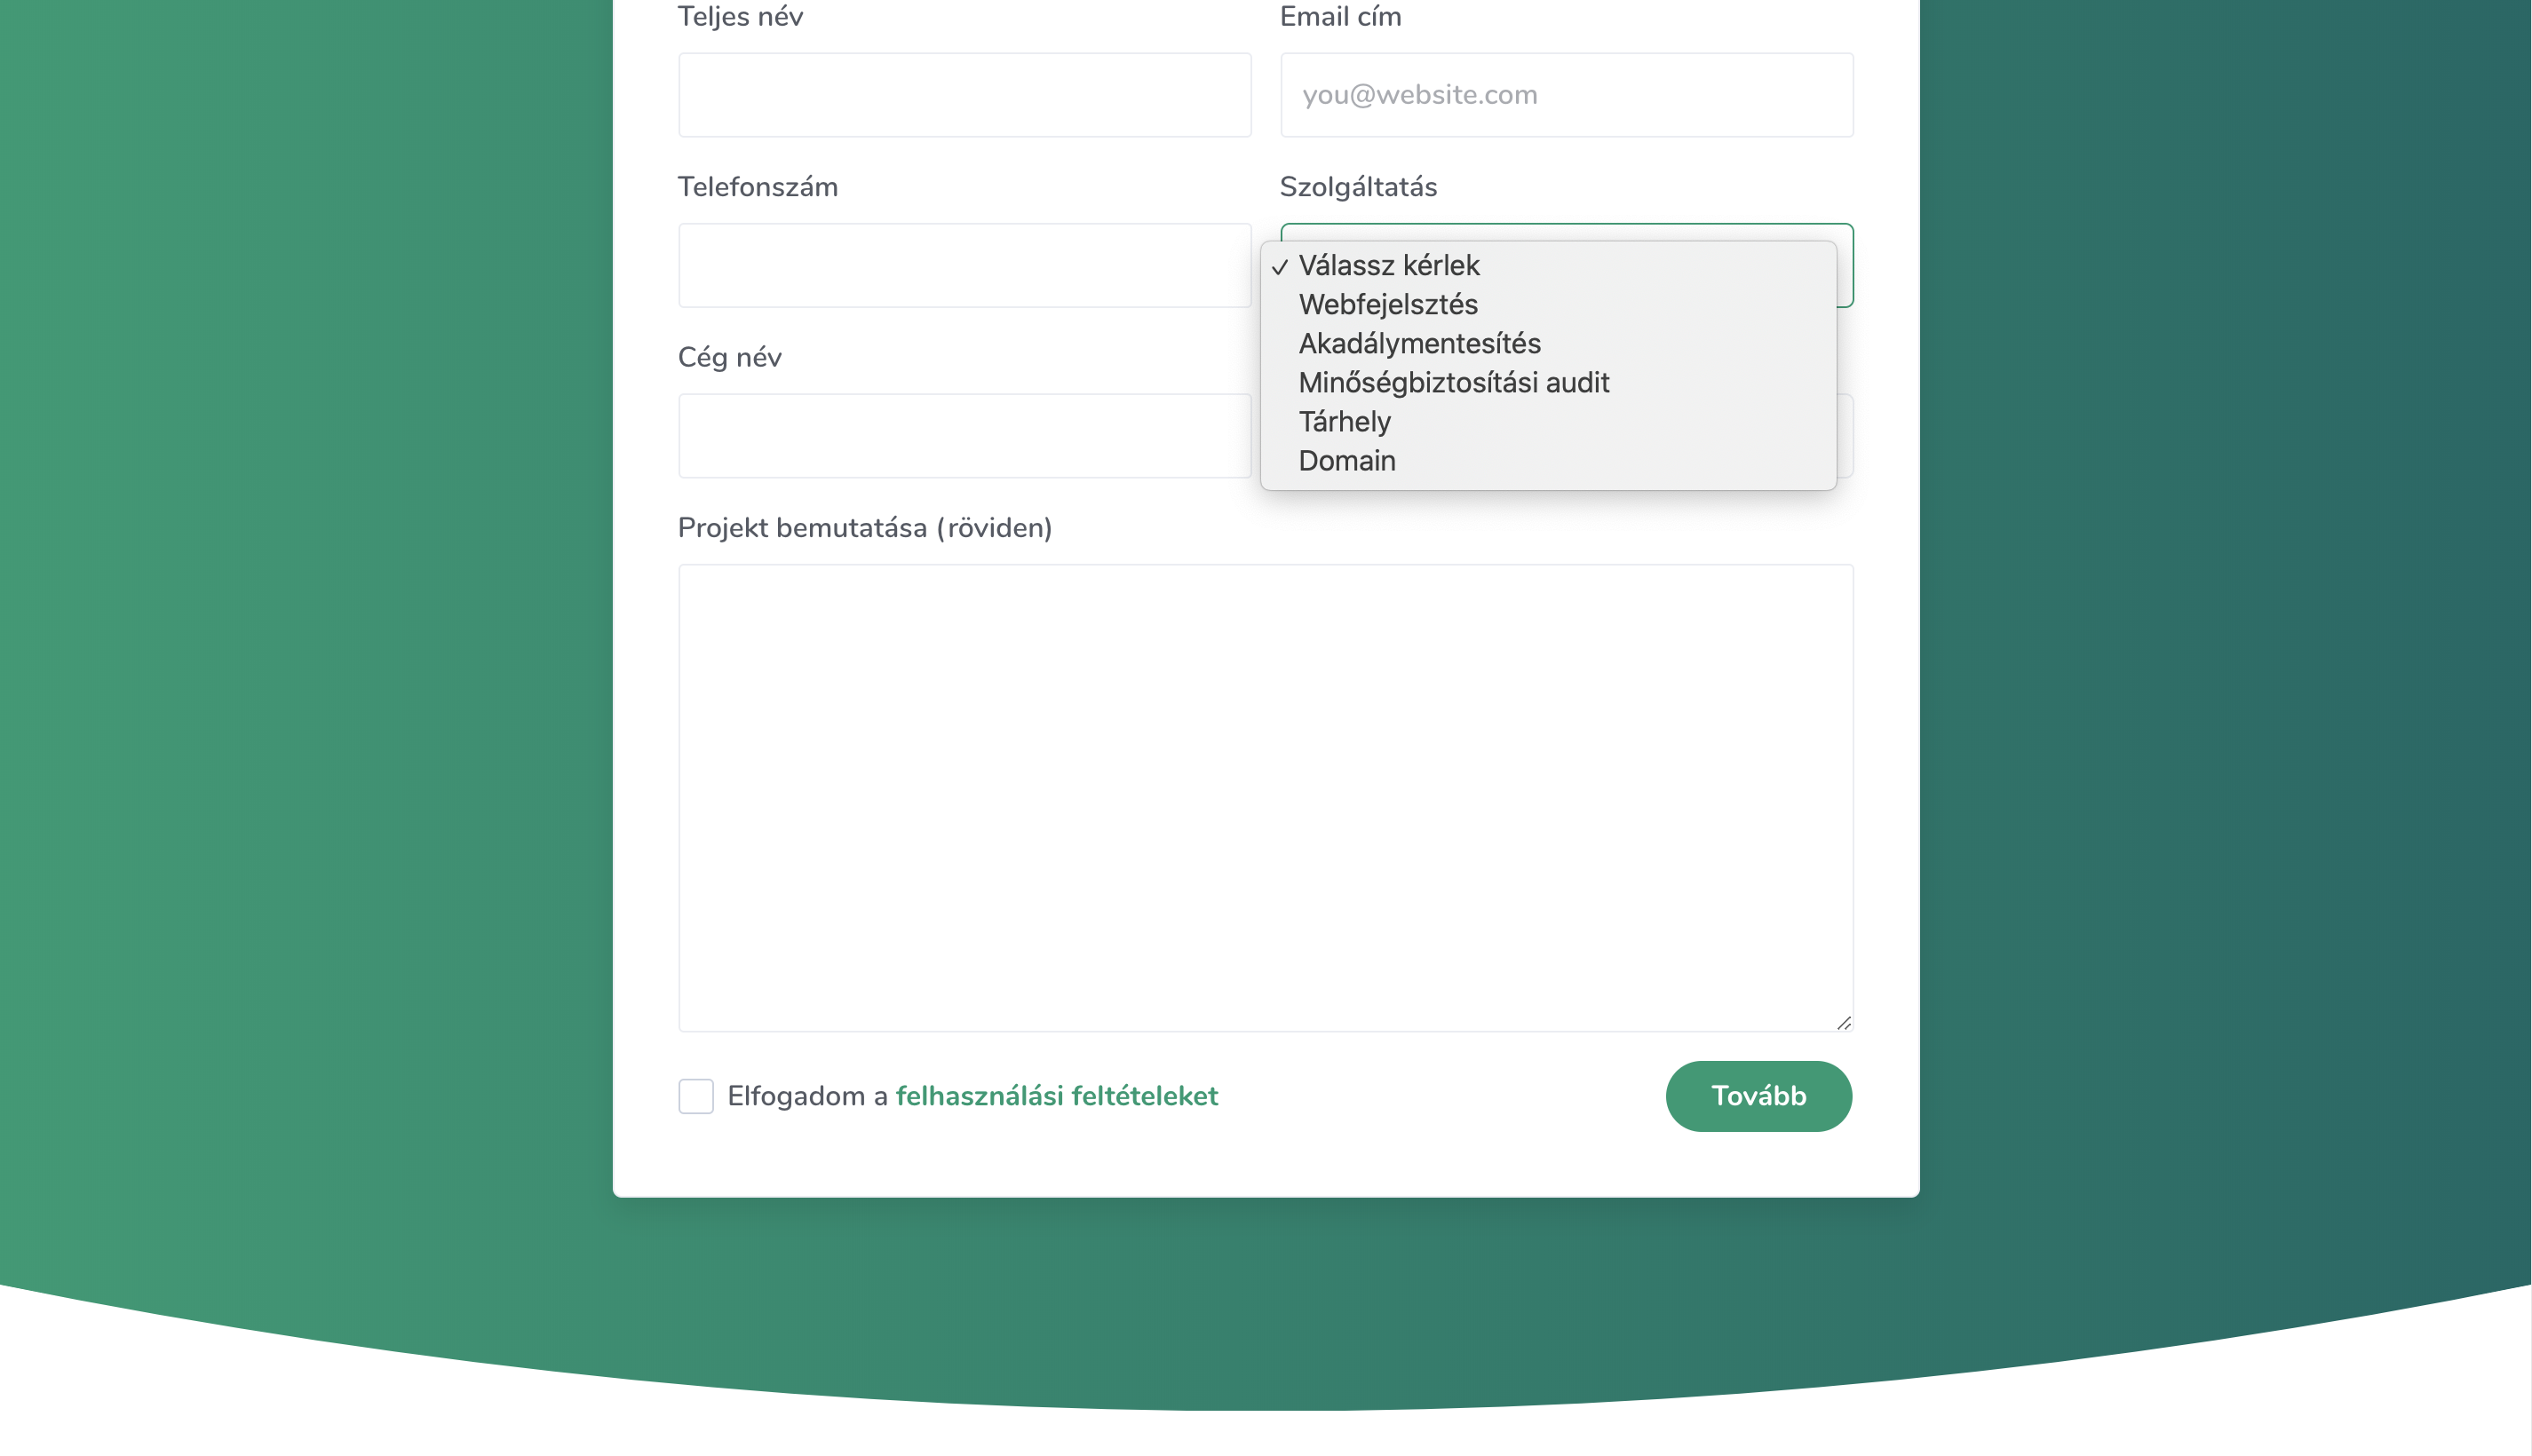 Teljes név
Email cím
you@website.com
Telefonszám
Szolgáltatás
✓ Válassz kérlek
Webfejelsztés
Akadálymentesítés
Minőségbiztosítási audit
Tárhely
Domain
Cég név
Projekt bemutatása (röviden)
Elfogadom a felhasználási feltételeket
Tovább